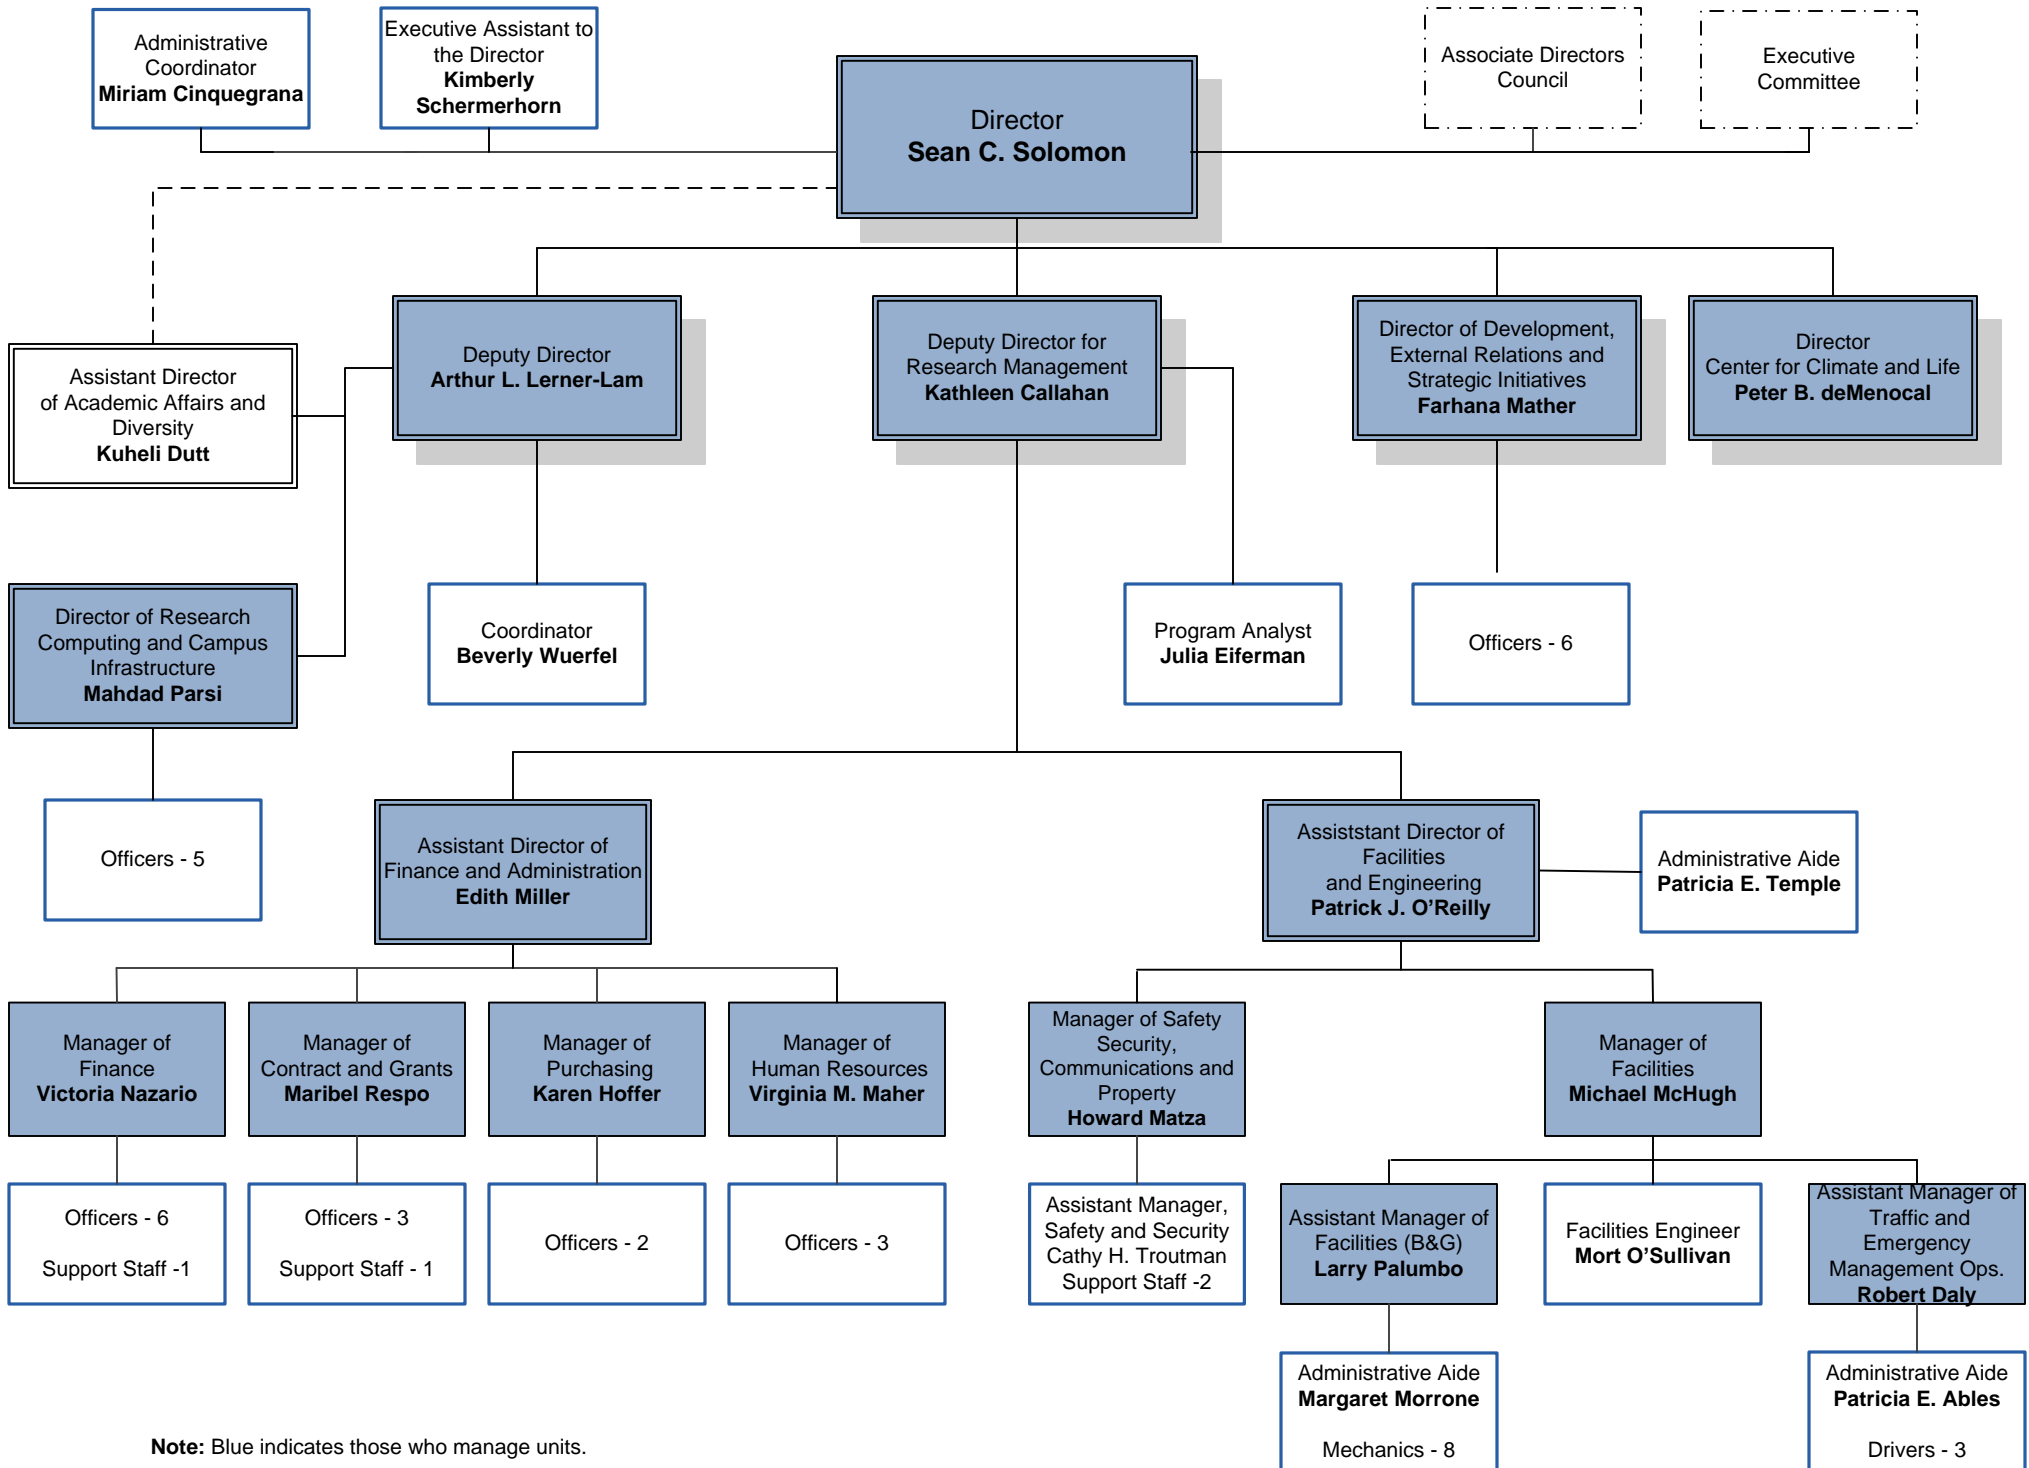 Administrative
Coordinator
Miriam Cinquegrana
Executive Assistant to
the Director
Kimberly
Schermerhorn
Director
Sean C. Solomon
Associate Directors
Council
Executive
Committee
Assistant Director
of Academic Affairs and
Diversity
Kuheli Dutt
Deputy Director
Arthur L. Lerner-Lam
Deputy Director for
Research Management
Kathleen Callahan
Director of Development,
External Relations and
Strategic Initiatives
Farhana Mather
Director
Center for Climate and Life
Peter B. deMenocal
Director of Research
Computing and Campus
Infrastructure
Mahdad Parsi
Coordinator
Beverly Wuerfel
Program Analyst
Julia Eiferman
Officers - 6
Officers - 5
Assistant Director of
Finance and Administration
Edith Miller
Assiststant Director of
Facilities
and Engineering
Patrick J. O’Reilly
Administrative Aide
Patricia E. Temple
Manager of
Finance
Victoria Nazario
Manager of
Contract and Grants
Maribel Respo
Manager of
Purchasing
Karen Hoffer
Manager of
Human Resources
Virginia M. Maher
Manager of Safety
Security,
Communications and
Property
Howard Matza
Manager of
Facilities
Michael McHugh
Officers - 6
Support Staff -1
Officers - 3
Support Staff - 1
Officers - 2
Officers - 3
Assistant Manager,
Safety and Security
Cathy H. Troutman
Support Staff -2
Assistant Manager of
Facilities (B&G)
Larry Palumbo
Facilities Engineer
Mort O’Sullivan
Assistant Manager of
Traffic and
Emergency
Management Ops.
Robert Daly
Administrative Aide
Margaret Morrone
Mechanics - 8
Administrative Aide
Patricia E. Ables
Drivers - 3
Note: Blue indicates those who manage units.